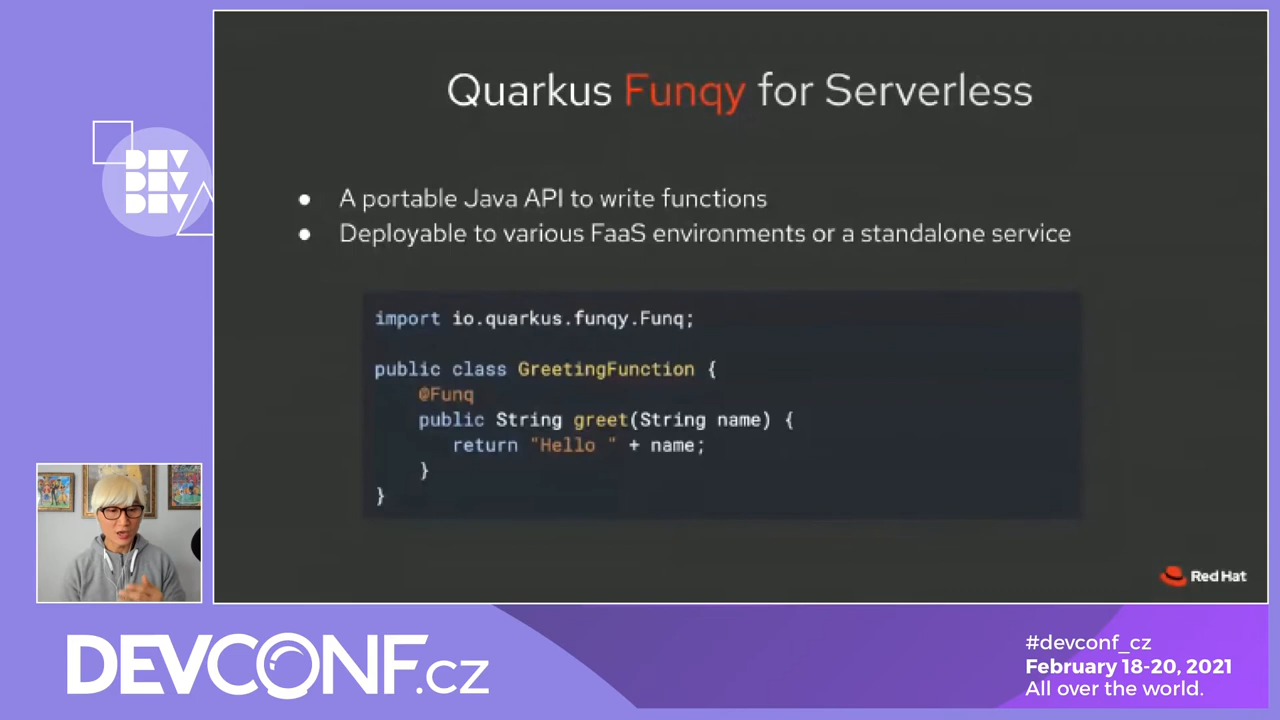 Quarkus Funqy for Serverless
DEV
DEV
DEV
● A portable Java API to write functions
● Deployable to various FaaS environments or a standalone service
import io.quarkus.funqy.Funq;
public class GreetingFunction {
@Funq
public String greet(String name) {
return "Hello " + name;
}
}
Red Hat
DEVCONF.cz
#devconf_cz
February 18-20, 2021
All over the world.